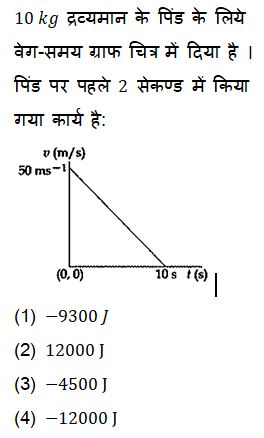 10 kg द्रव्यमान के पिंड के लिये
वेग-समय ग्राफ चित्र में दिया है ।
पिंड पर पहले 2 सेकण्ड में किया
गया कार्य है:
v (m/s)
50 ms−1
(0, 0)
10 s t (s)
(1) −9300 J
(2) 12000 J
(3) −4500 J
(4) −12000 J